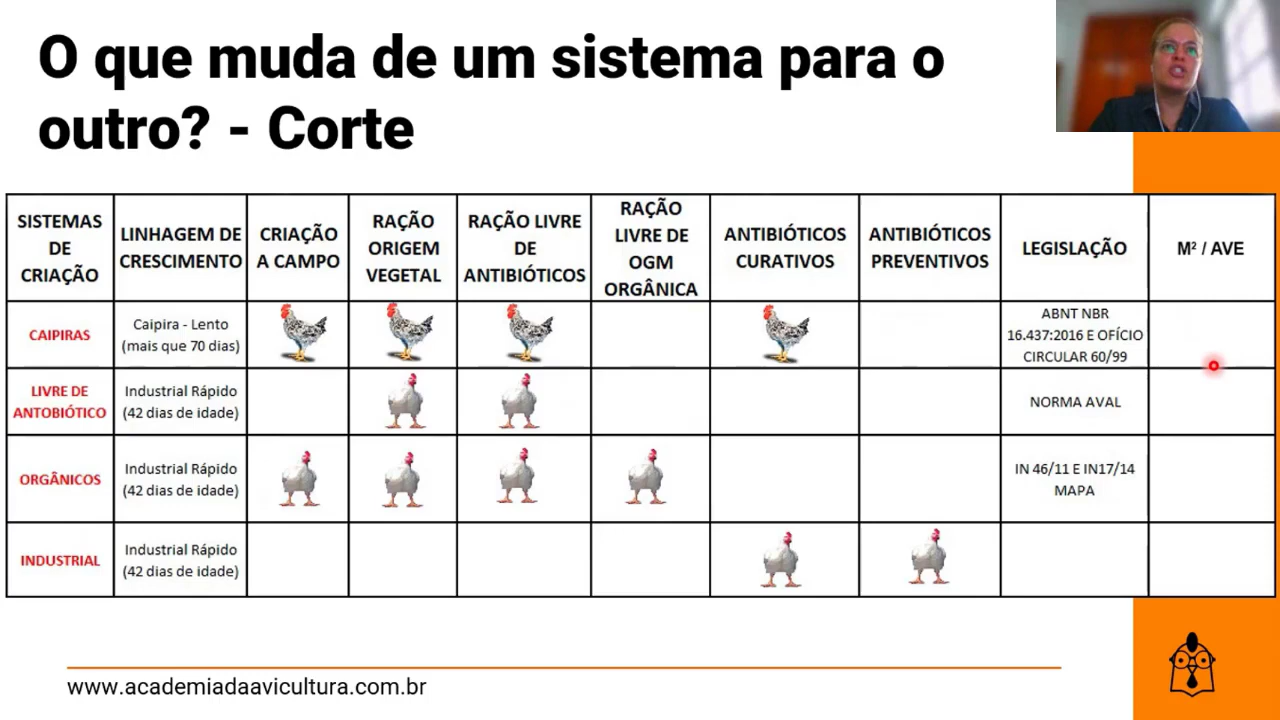 O que muda de um sistema para o
outro? - Corte
SISTEMAS
DE
CRIAÇÃO
LINHAGEM DE
CRESCIMENTO
CRIAÇÃO
A CAMPO
RAÇÃO
ORIGEM
VEGETAL
RAÇÃO LIVRE
DE
ANTIBIÓTICOS
RAÇÃO
LIVRE DE
OGM
ORGÂNICA
ANTIBIÓTICOS
CURATIVOS
ANTIBIÓTICOS
PREVENTIVOS
LEGISLAÇÃO
M² / AVE
CAIPIRAS
Caipira - Lento
(mais que 70 dias)
ABNT NBR
16.437:2016 E OFÍCIO
CIRCULAR 60/99
LIVRE DE
ANTOBIÓTICO
Industrial Rápido
(42 dias de idade)
NORMA AVAL
ORGÂNICOS
Industrial Rápido
(42 dias de idade)
IN 46/11 E IN17/14
MAPA
INDUSTRIAL
Industrial Rápido
(42 dias de idade)
www.academiadaavicultura.com.br